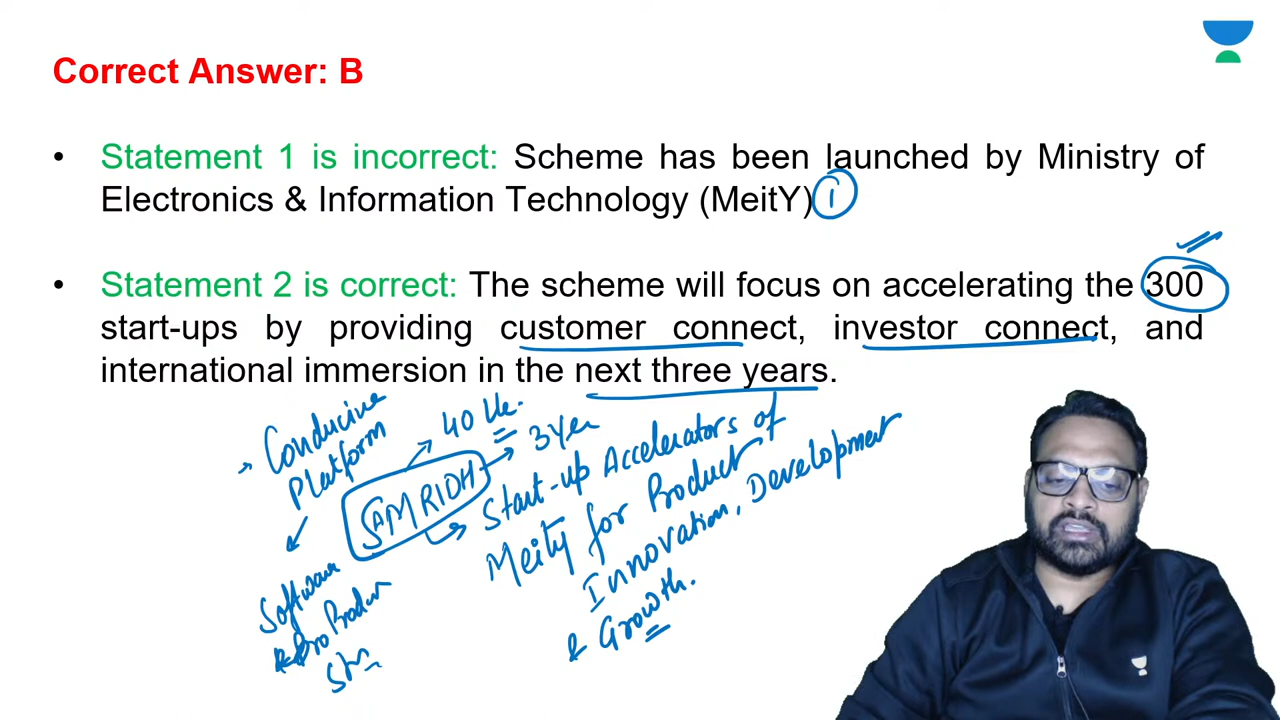 Correct Answer: B
• Statement 1 is incorrect: Scheme has been launched by Ministry of
Electronics & Information Technology (MeitY) 1
• Statement 2 is correct: The scheme will focus on accelerating the 300
start-ups by providing customer connect, investor connect, and
international immersion in the next three years.
Conducive
Platform
40
3 Year
SAMRIDH
Start-up Accelerators of
Meity for Product
Innovation, Development
& Growth.
Software
Product